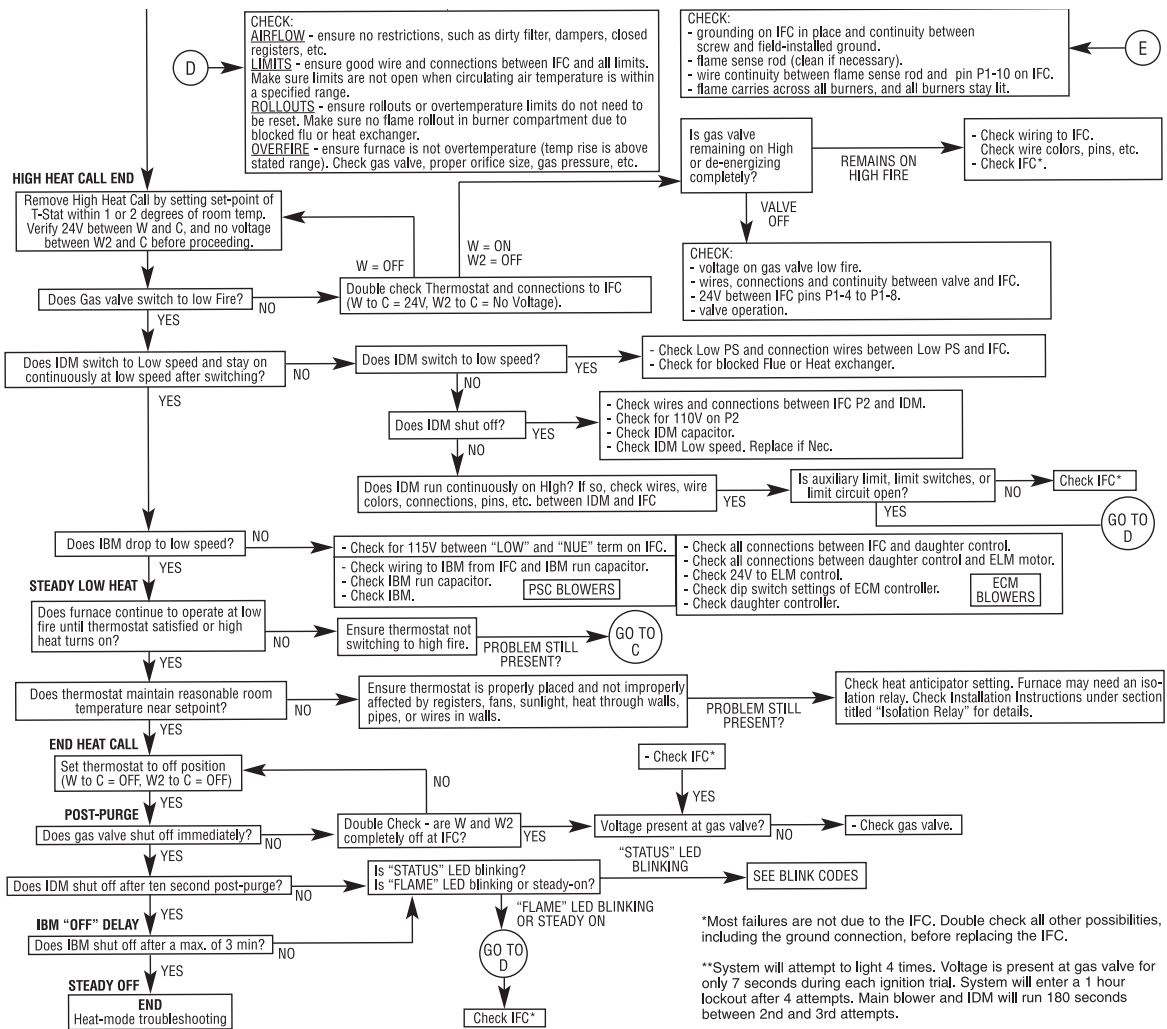 CHECK:
AIRFLOW - ensure no restrictions, such as dirty filter, dampers, closed
registers, etc.
LIMITS - ensure good wire and connections between IFC and all limits.
Make sure limits are not open when circulating air temperature is within
a specified range.
ROLLOUTS - ensure rollouts or overtemperature limits do not need to
be reset. Make sure no flame rollout in burner compartment due to
blocked flu or heat exchanger.
OVERFIRE - ensure furnace is not overtemperature (temp rise is above
stated range). Check gas valve, proper orifice size, gas pressure, etc.
D
CHECK:
- grounding on IFC in place and continuity between
screw and field-installed ground.
- flame sense rod (clean if necessary).
- wire continuity between flame sense rod and pin P1-10 on IFC.
- flame carries across all burners, and all burners stay lit.
E
Is gas valve
remaining on High
or de-energizing
completely?
REMAINS ON
HIGH FIRE
- Check wiring to IFC.
Check wire colors, pins, etc.
- Check IFC*.
VALVE
OFF
HIGH HEAT CALL END
Remove High Heat Call by setting set-point of
T-Stat within 1 or 2 degrees of room temp.
Verify 24V between W and C, and no voltage
between W2 and C before proceeding.
W = OFF
W = ON
W2 = OFF
CHECK:
- voltage on gas valve low fire.
- wires, connections and continuity between valve and IFC.
- 24V between IFC pins P1-4 to P1-8.
- valve operation.
Does Gas valve switch to low Fire?
NO
Double check Thermostat and connections to IFC
(W to C = 24V, W2 to C = No Voltage).
YES
Does IDM switch to Low speed and stay on
continuously at low speed after switching?
NO
Does IDM switch to low speed?
YES
- Check Low PS and connection wires between Low PS and IFC.
- Check for blocked Flue or Heat exchanger.
YES
NO
Does IDM shut off?
YES
- Check wires and connections between IFC P2 and IDM.
- Check for 110V on P2
- Check IDM capacitor.
- Check IDM Low speed. Replace if Nec.
NO
Does IDM run continuously on HIgh? If so, check wires, wire
colors, connections, pins, etc. between IDM and IFC
YES
Is auxiliary limit, limit switches, or
limit circuit open?
NO
Check IFC*
YES
GO TO
D
Does IBM drop to low speed?
NO
- Check for 115V between “LOW” and “NUE” term on IFC.
- Check wiring to IBM from IFC and IBM run capacitor.
- Check IBM run capacitor.
- Check IBM.
PSC BLOWERS
- Check all connections between IFC and daughter control.
- Check all connections between daughter control and ELM motor.
- Check 24V to ELM control.
- Check dip switch settings of ECM controller.
- Check daughter controller.
ECM
BLOWERS
YES
STEADY LOW HEAT
Does furnace continue to operate at low
fire until thermostat satisfied or high
heat turns on?
NO
Ensure thermostat not
switching to high fire.
PROBLEM STILL
PRESENT?
GO TO
C
YES
Does thermostat maintain reasonable room
temperature near setpoint?
NO
Ensure thermostat is properly placed and not improperly
affected by registers, fans, sunlight, heat through walls,
pipes, or wires in walls.
PROBLEM STILL
PRESENT?
Check heat anticipator setting. Furnace may need an iso-
lation relay. Check Installation Instructions under section
titled “Isolation Relay” for details.
YES
END HEAT CALL
Set thermostat to off position
(W to C = OFF, W2 to C = OFF)
NO
- Check IFC*
YES
YES
POST-PURGE
Does gas valve shut off immediately?
NO
Double Check - are W and W2
completely off at IFC?
YES
Voltage present at gas valve?
NO
- Check gas valve.
YES
Does IDM shut off after ten second post-purge?
NO
Is “STATUS” LED blinking?
Is “FLAME” LED blinking or steady-on?
“STATUS” LED
BLINKING
SEE BLINK CODES
YES
“FLAME” LED BLINKING
OR STEADY ON
IBM “OFF” DELAY
Does IBM shut off after a max. of 3 min?
NO
GO TO
D
Check IFC*
YES
STEADY OFF
END
Heat-mode troubleshooting
*Most failures are not due to the IFC. Double check all other possibilities,
including the ground connection, before replacing the IFC.
**System will attempt to light 4 times. Voltage is present at gas valve for
only 7 seconds during each ignition trial. System will enter a 1 hour
lockout after 4 attempts. Main blower and IDM will run 180 seconds
between 2nd and 3rd attempts.